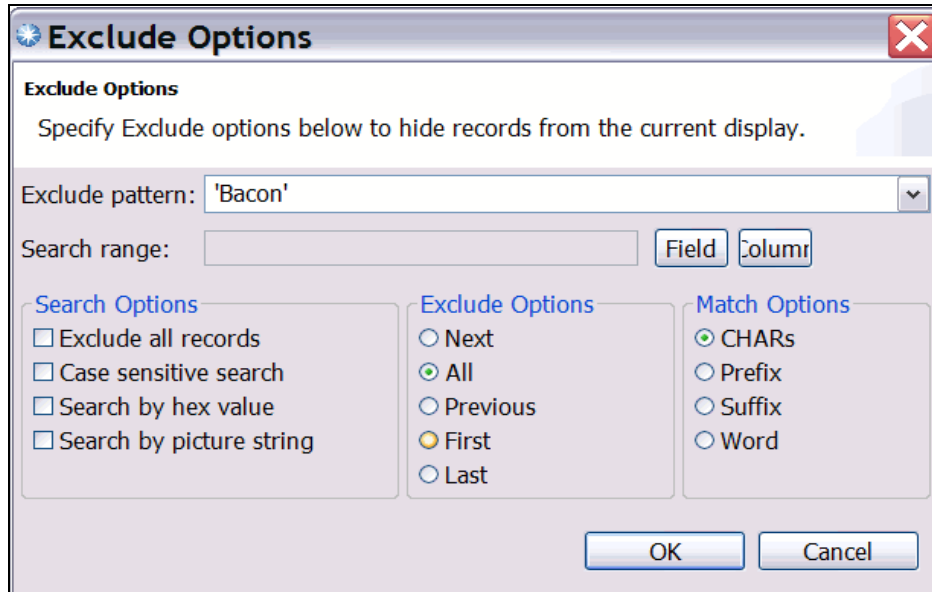 Exclude Options
Exclude Options
Specify Exclude options below to hide records from the current display.
Exclude pattern: 'Bacon'
Search range: Field Column
Search Options Exclude Options Match Options
Exclude all records Next CHARs
Case sensitive search All Prefix
Search by hex value Previous Suffix
Search by picture string First Word
Last
OK Cancel